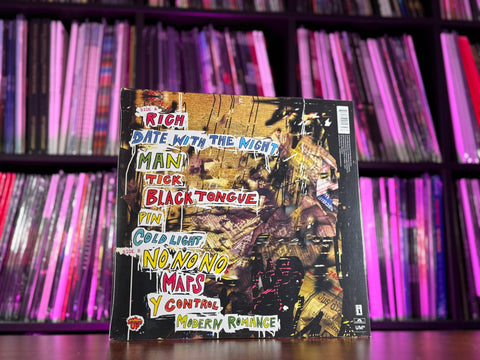 SIDE A
RICH
DATE WITH THE NIGHT
MAN
TICK
BLACK TONGUE
PIN
COLD LIGHT
SIDE B
NO NO NO
MAPS
Y CONTROL
MODERN ROMANCE